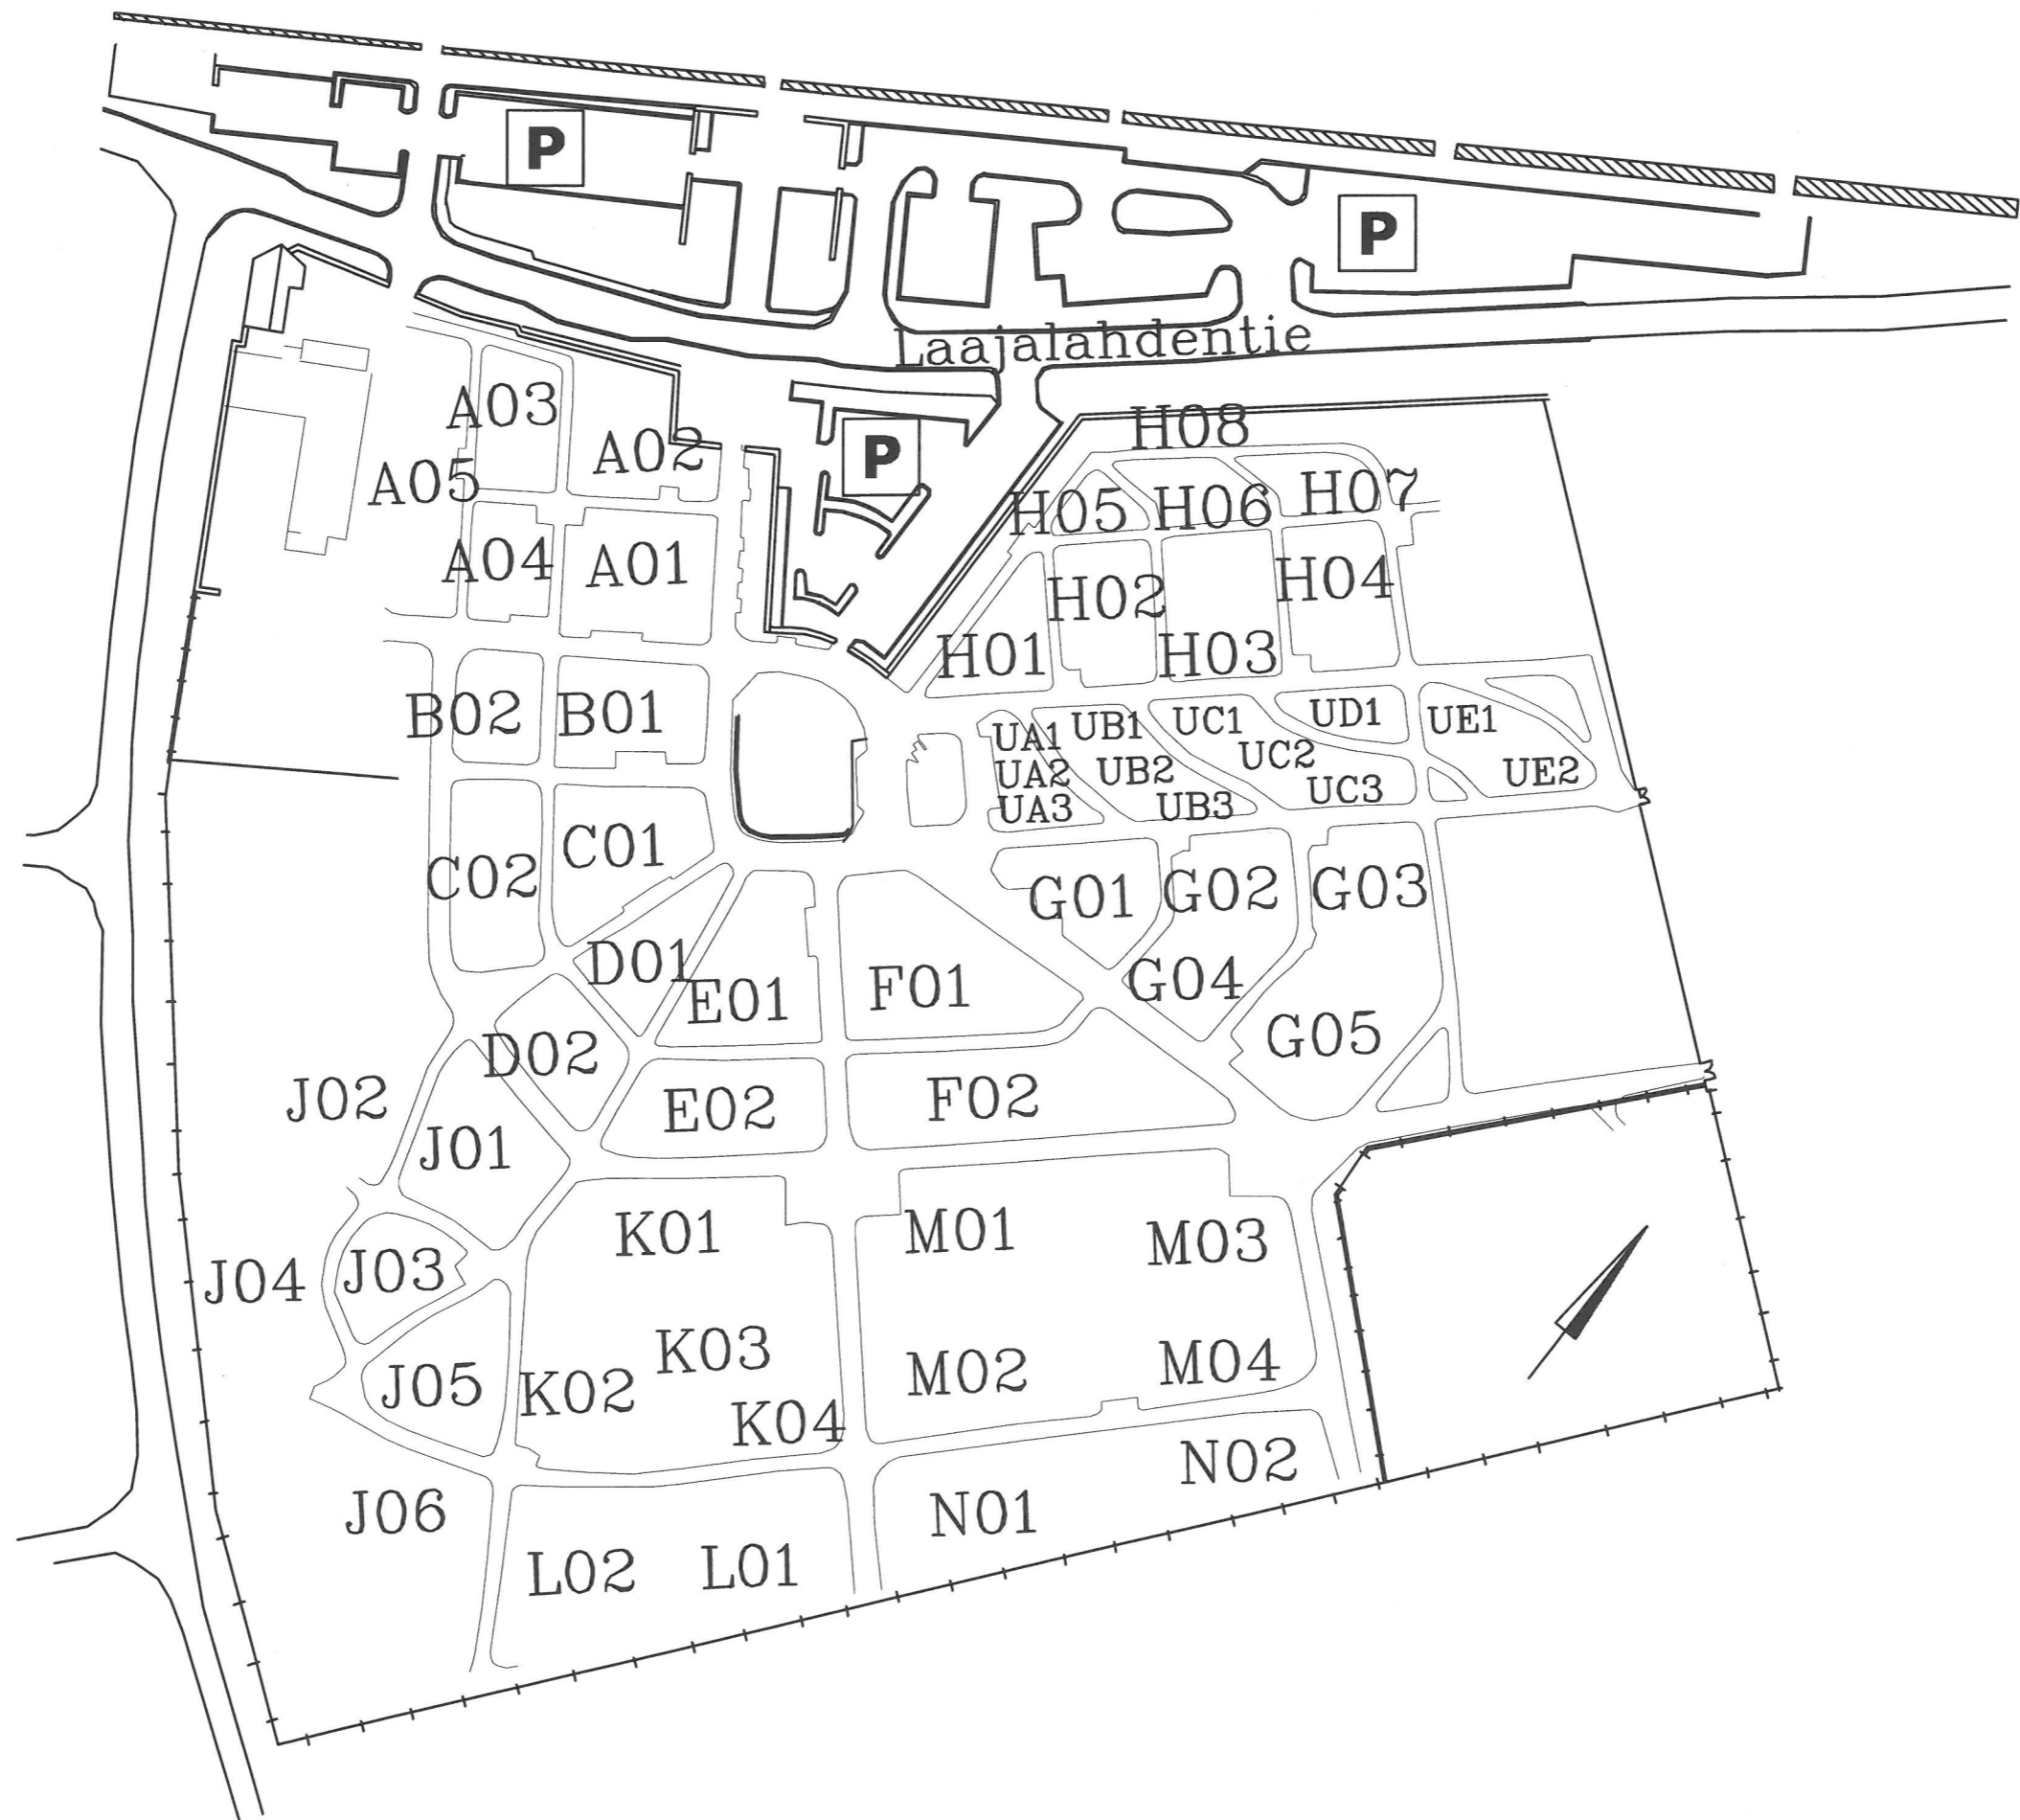 P
P
Laajalahdentie
A03
A02
A05
P
H08
H05
H06
H07
A04
A01
H02
H04
H01
H03
B02
B01
UA1
UB1
UC1
UD1
UE1
UA2
UB2
UC2
UE2
UA3
UB3
UC3
C02
C01
G01
G02
G03
D01
E01
F01
G04
G05
D02
J02
J01
E02
F02
K01
M01
M03
J04
J03
K03
M02
M04
J05
K02
K04
J06
N01
N02
L02
L01